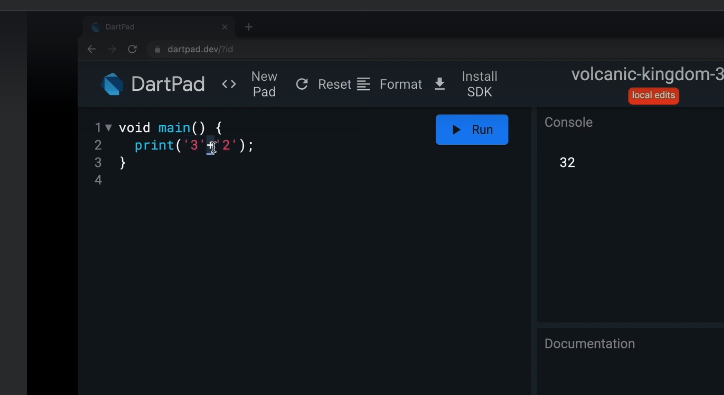 DartPad
dartpad.dev/?id
DartPad <> New Pad Reset Format Install SDK
volcanic-kingdom-3
local edits
1 void main() {
2 print('3'+'2');
3 }
4
Run
Console
32
Documentation